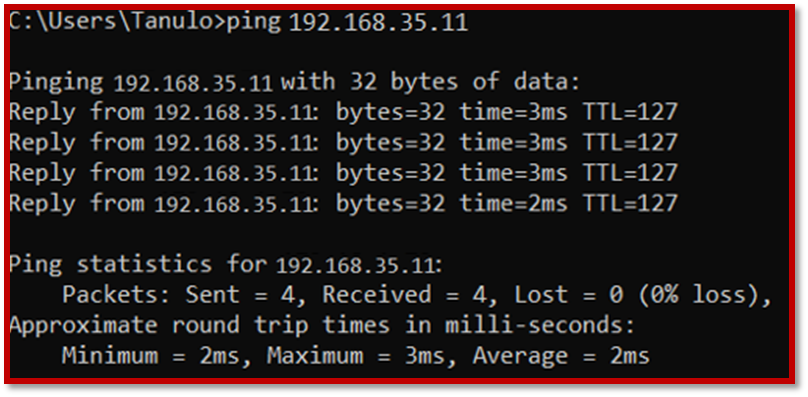 C:\Users\Tanulo>ping 192.168.35.11
Pinging 192.168.35.11 with 32 bytes of data:
Reply from 192.168.35.11: bytes=32 time=3ms TTL=127
Reply from 192.168.35.11: bytes=32 time=3ms TTL=127
Reply from 192.168.35.11: bytes=32 time=3ms TTL=127
Reply from 192.168.35.11: bytes=32 time=2ms TTL=127
Ping statistics for 192.168.35.11:
Packets: Sent = 4, Received = 4, Lost = 0 (0% loss),
Approximate round trip times in milli-seconds:
Minimum = 2ms, Maximum = 3ms, Average = 2ms